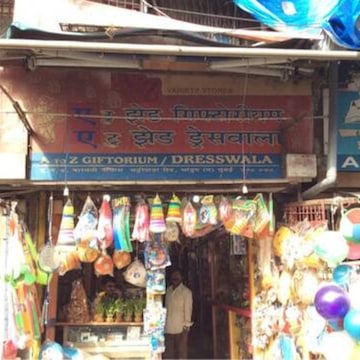 VARIETY STORES
ए टु झेड गिफ्टोरीयम
ए टु झेड ड्रेसवाला
A TO Z GIFTORIUM / DRESSWALA
A